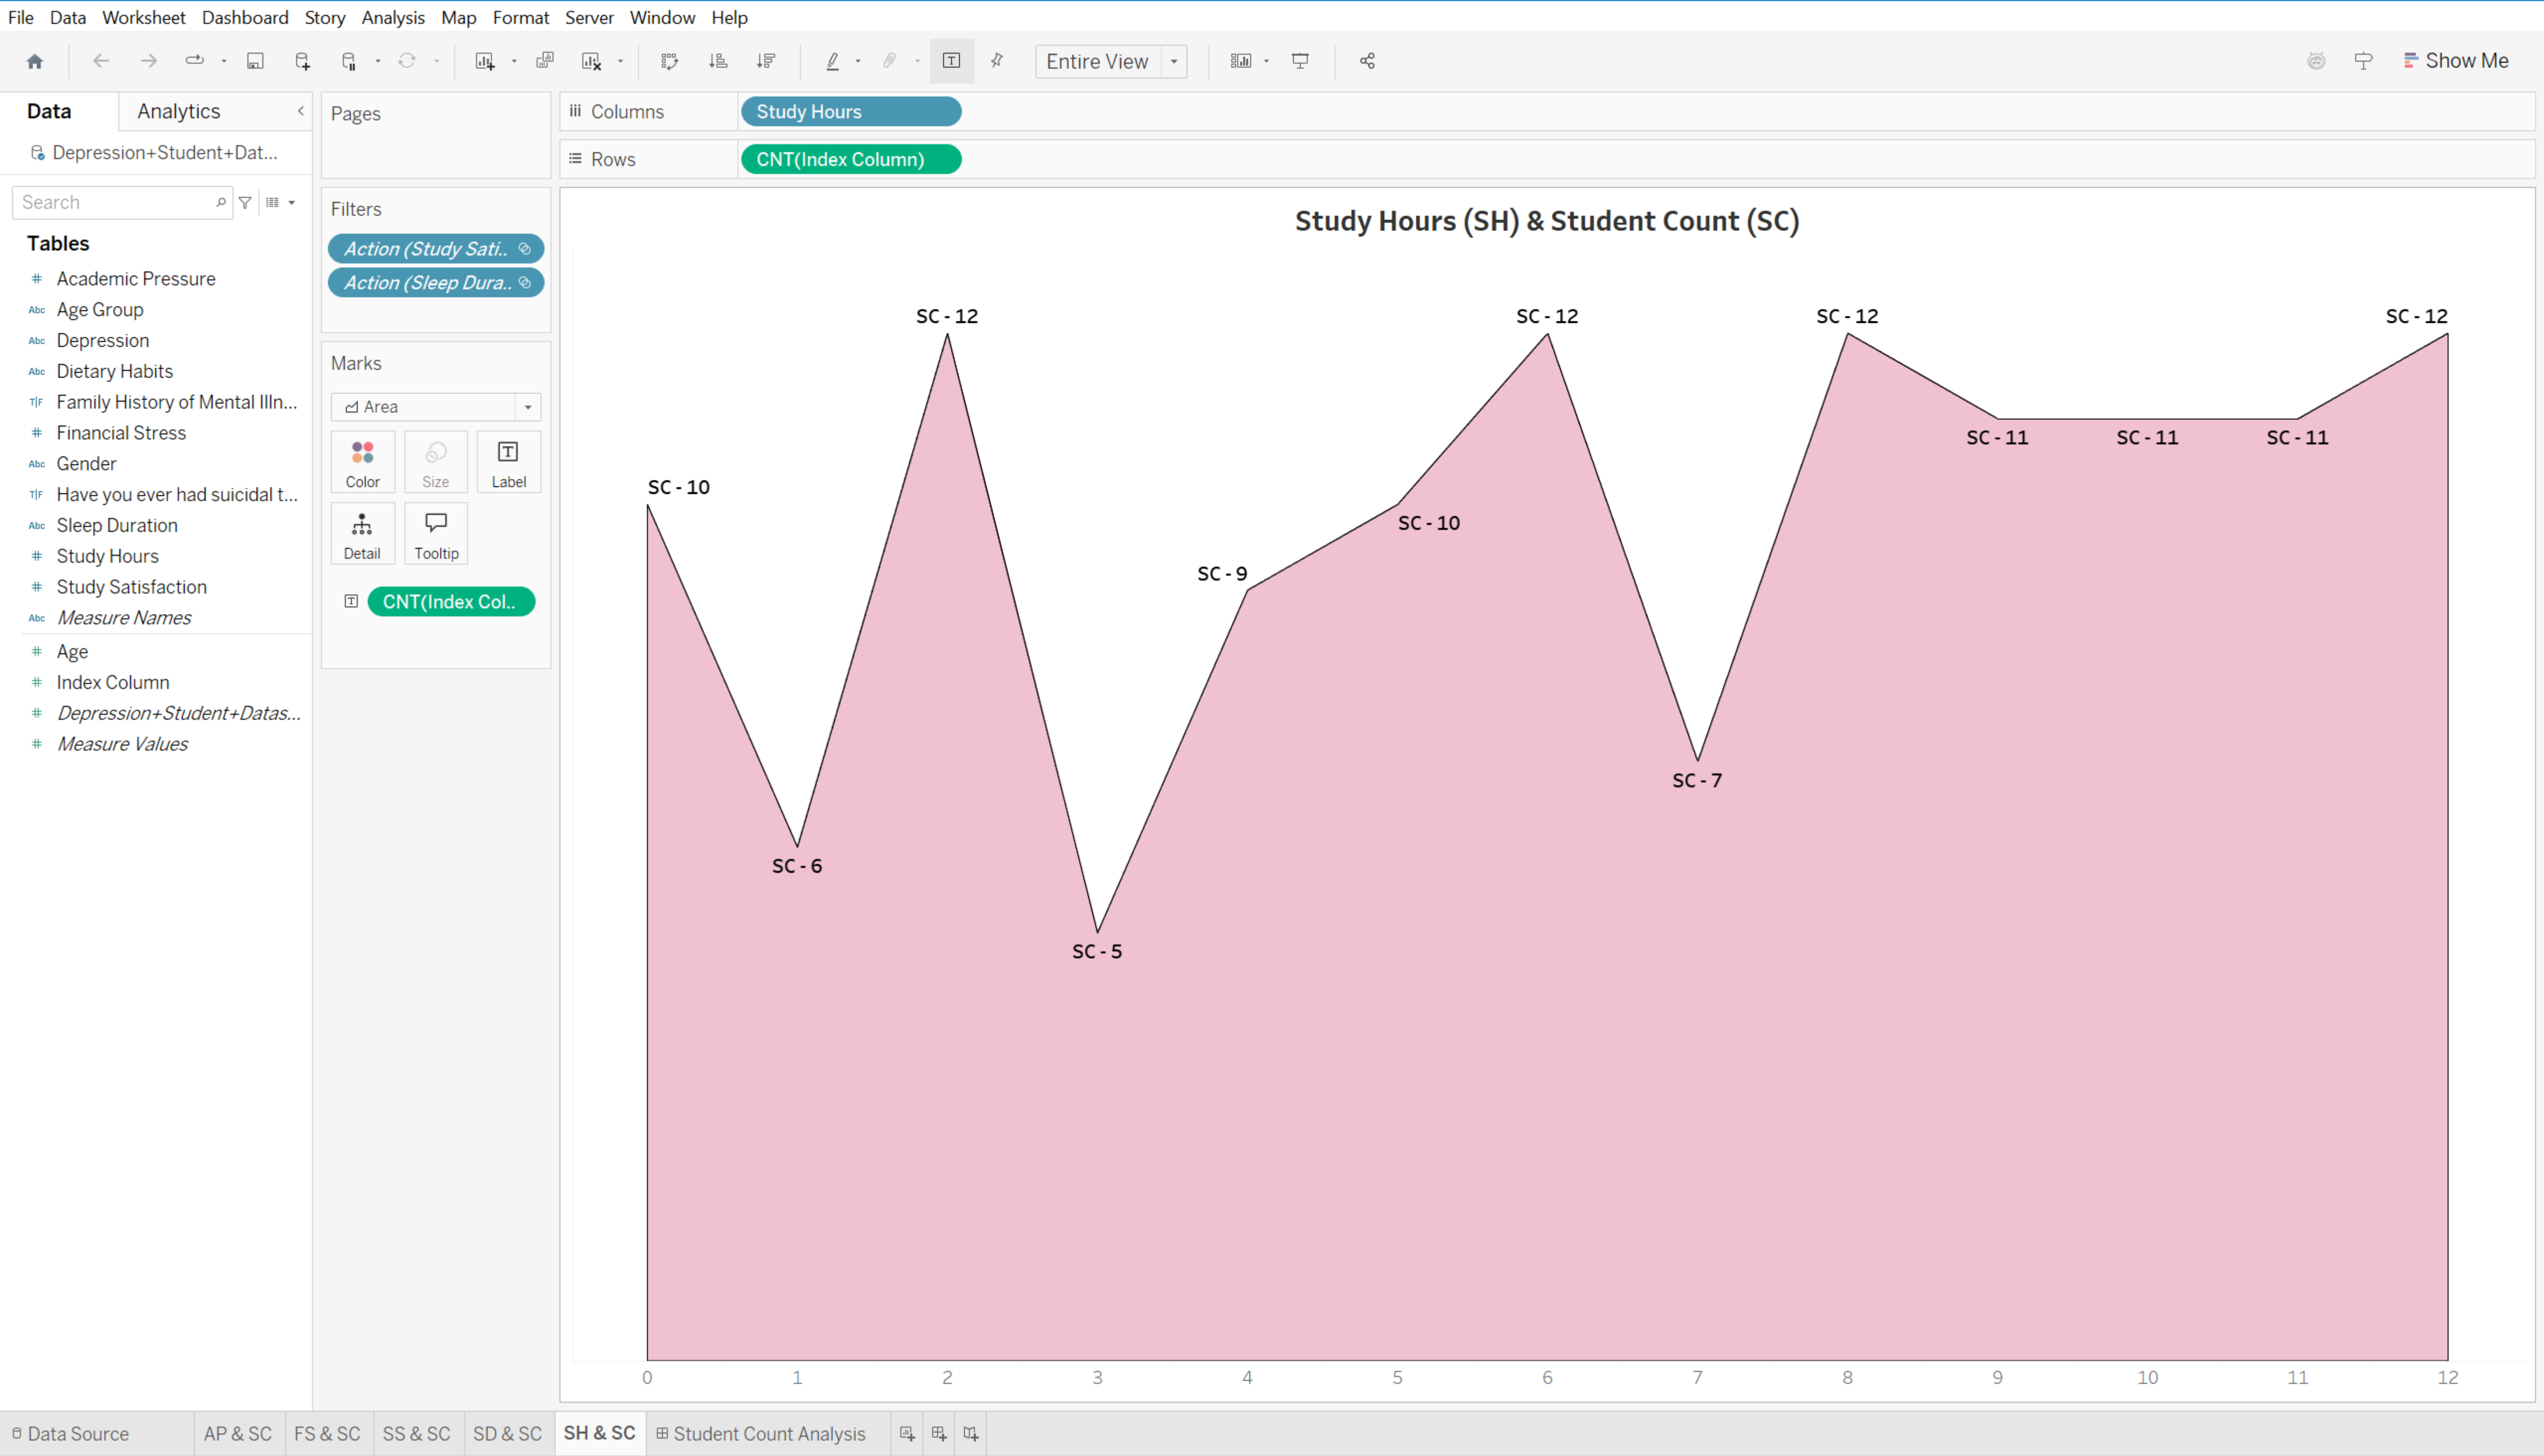 File Data Worksheet Dashboard Story Analysis Map Format Server Window Help
Entire View
Show Me
Data Analytics
Depression+Student+Dat...
Search
Tables
# Academic Pressure
Abc Age Group
Abc Depression
Abc Dietary Habits
T|F Family History of Mental Illn...
# Financial Stress
Abc Gender
T|F Have you ever had suicidal t...
Abc Sleep Duration
# Study Hours
# Study Satisfaction
Abc Measure Names
# Age
# Index Column
# Depression+Student+Datas...
# Measure Values
Pages
Filters
Action (Study Sati..
Action (Sleep Dura..
Marks
Area
Color Size Label
Detail Tooltip
T CNT(Index Col..
Columns Study Hours
Rows CNT(Index Column)
Study Hours (SH) & Student Count (SC)
SC - 12 SC - 12 SC - 12 SC - 12
SC - 11 SC - 11 SC - 11
SC - 10
SC - 10
SC - 9
SC - 7
SC - 6
SC - 5
0 1 2 3 4 5 6 7 8 9 10 11 12
Data Source AP & SC FS & SC SS & SC SD & SC SH & SC Student Count Analysis